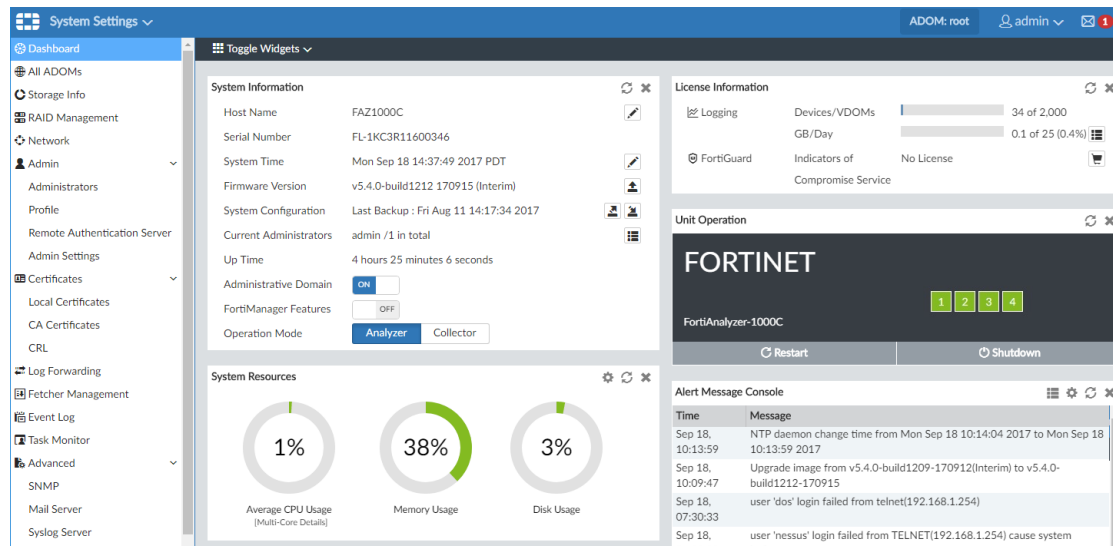 System Settings
ADOM: root
admin
1
Dashboard
All ADOMs
Storage Info
RAID Management
Network
Admin
Administrators
Profile
Remote Authentication Server
Admin Settings
Certificates
Local Certificates
CA Certificates
CRL
Log Forwarding
Fetcher Management
Event Log
Task Monitor
Advanced
SNMP
Mail Server
Syslog Server
Toggle Widgets
System Information
Host Name FAZ1000C
Serial Number FL-1KC3R11600346
System Time Mon Sep 18 14:37:49 2017 PDT
Firmware Version v5.4.0-build1212 170915 (Interim)
System Configuration Last Backup : Fri Aug 11 14:17:34 2017
Current Administrators admin /1 in total
Up Time 4 hours 25 minutes 6 seconds
Administrative Domain ON
FortiManager Features OFF
Operation Mode Analyzer Collector
System Resources
1% 38% 3%
Average CPU Usage Memory Usage Disk Usage
[Multi-Core Details]
License Information
Logging Devices/VDOMs 34 of 2,000
GB/Day 0.1 of 25 (0.4%)
FortiGuard Indicators of No License
Compromise Service
Unit Operation
FORTINET
1 2 3 4
FortiAnalyzer-1000C
Restart Shutdown
Alert Message Console
Time Message
Sep 18, NTP daemon change time from Mon Sep 18 10:14:04 2017 to Mon Sep 18
10:13:59 10:13:59 2017
Sep 18, Upgrade image from v5.4.0-build1209-170912(Interim) to v5.4.0-
10:09:47 build1212-170915
Sep 18, user 'dos' login failed from telnet(192.168.1.254)
07:30:33
Sep 18, user 'nessus' login failed from TELNET(192.168.1.254) cause system